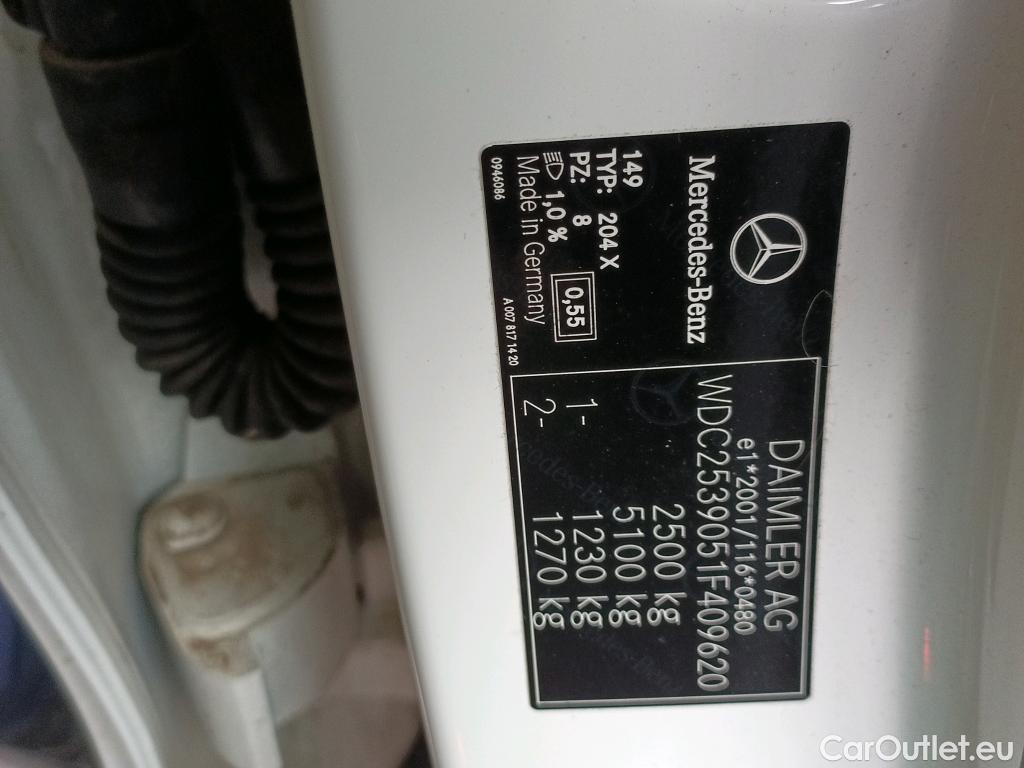 Mercedes-Benz
149
TYP: 204 X
PZ: 8
0,55
1,0 %
Made in Germany
0946086
A 007 817 14 20
DAIMLER AG
e1*2001/116*0480
WDC2539051F409620
2500 kg
5100 kg
1- 1230 kg
2- 1270 kg
CarOutlet.eu